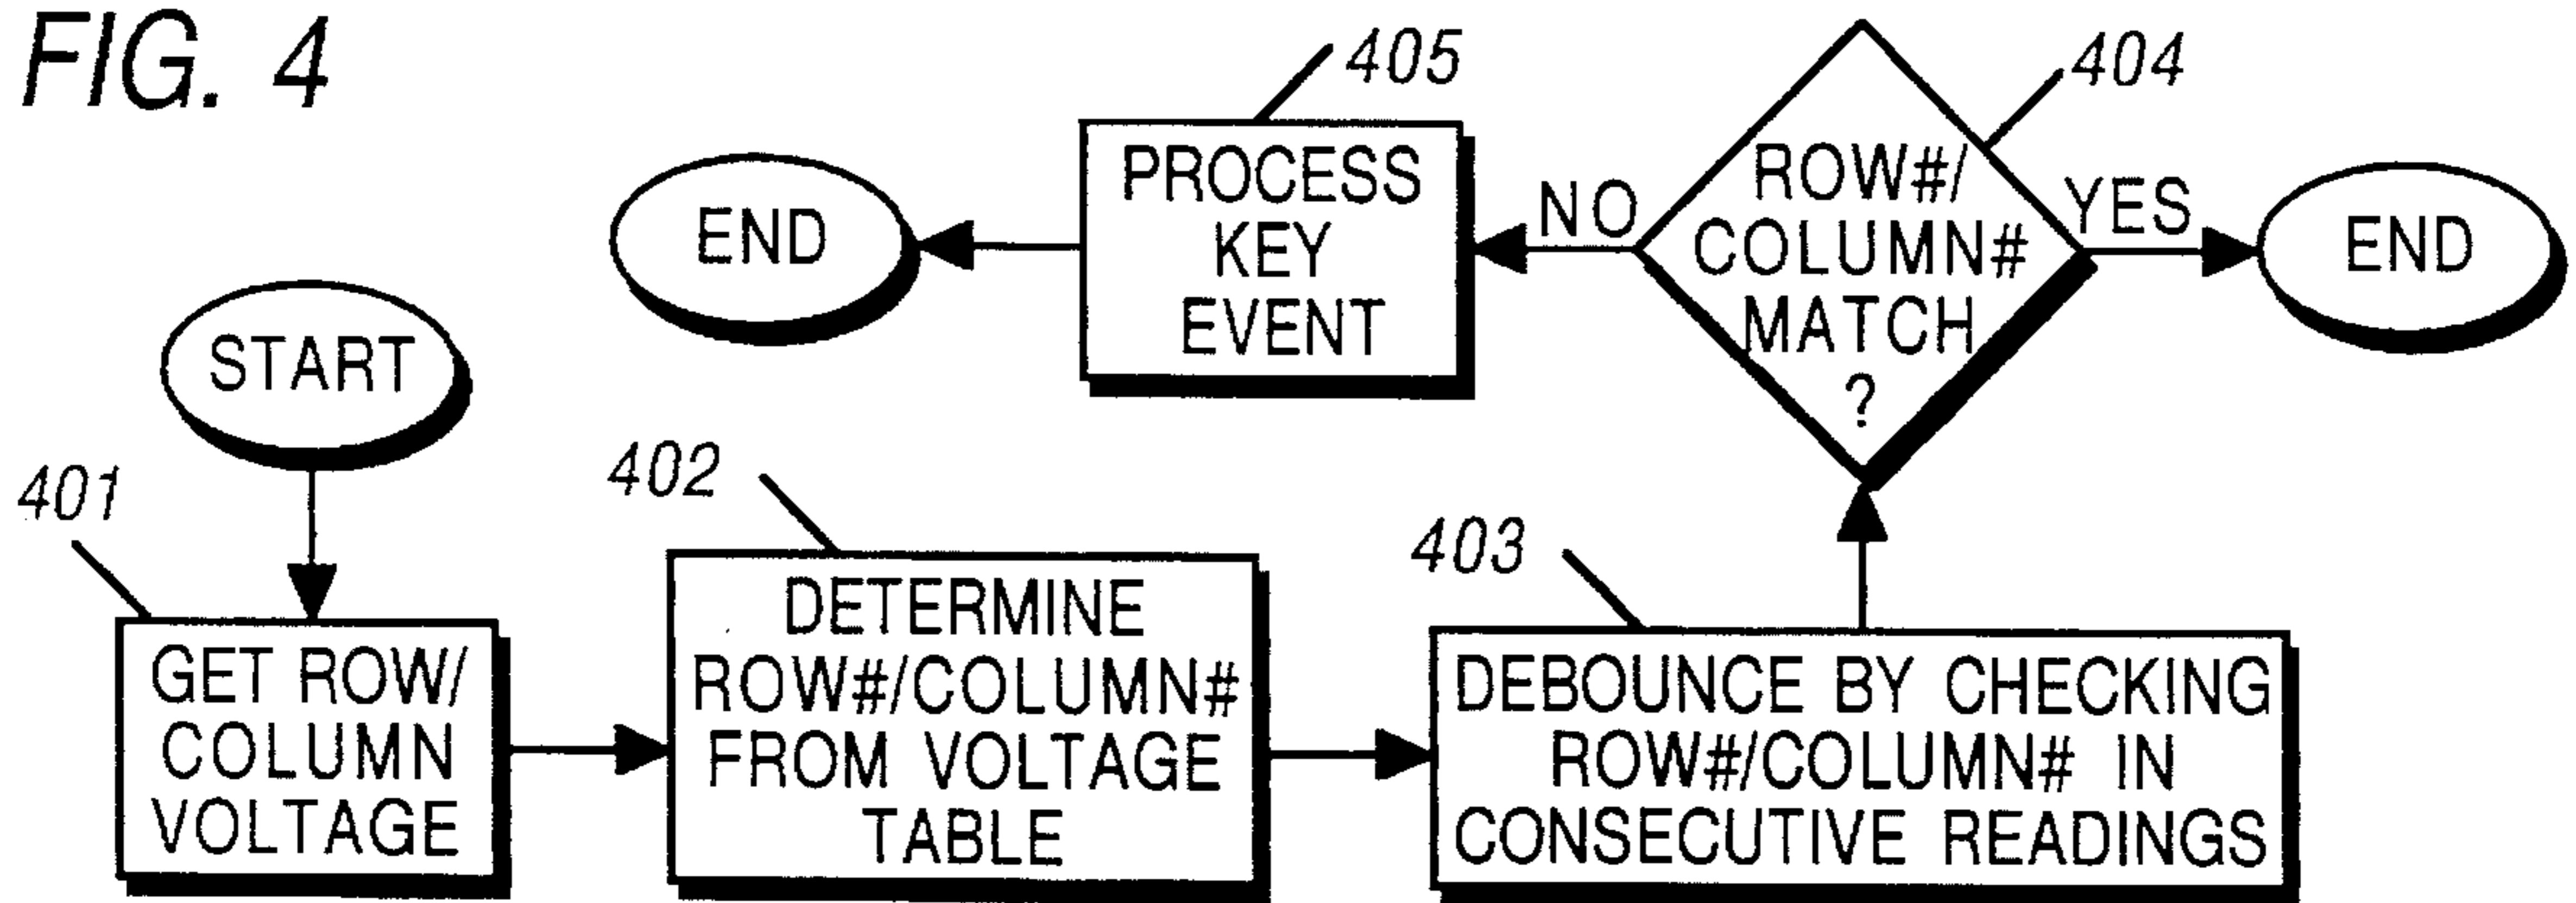 FIG. 4
START
401
GET ROW/
COLUMN
VOLTAGE
402
DETERMINE
ROW#/COLUMN#
FROM VOLTAGE
TABLE
403
DEBOUNCE BY CHECKING
ROW#/COLUMN# IN
CONSECUTIVE READINGS
404
ROW#/
COLUMN#
MATCH
?
NO
YES
405
PROCESS
KEY
EVENT
END
END